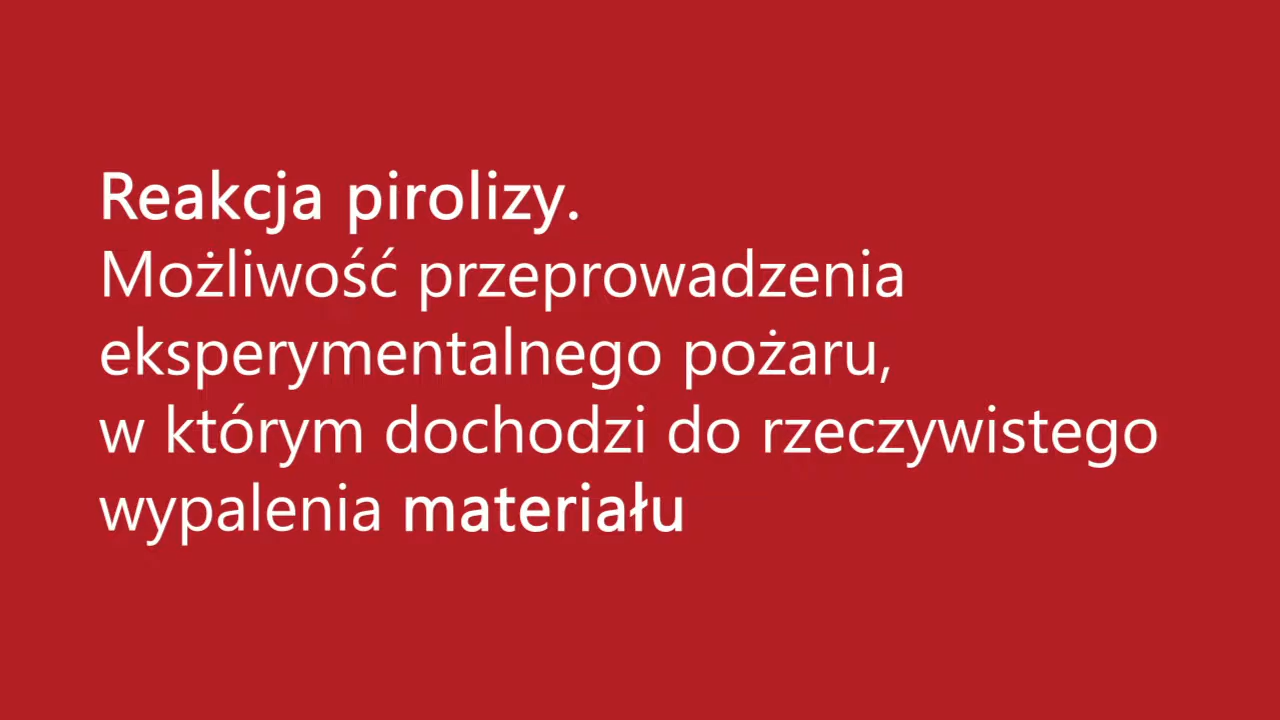 Reakcja pirolizy.
Możliwość przeprowadzenia
eksperymentalnego pożaru,
w którym dochodzi do rzeczywistego
wypalenia materiału